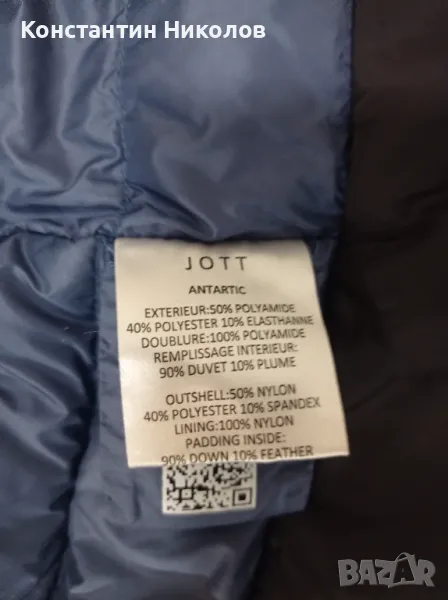 Константин Николов
JOTT
ANTARTIC
EXTERIEUR:50% POLYAMIDE
40% POLYESTER 10% ELASTHANNE
DOUBLURE:100% POLYAMIDE
REMPLISSAGE INTERIEUR:
90% DUVET 10% PLUME
OUTSHELL:50% NYLON
40% POLYESTER 10% SPANDEX
LINING:100% NYLON
PADDING INSIDE:
90% DOWN 10% FEATHER
BAZAR